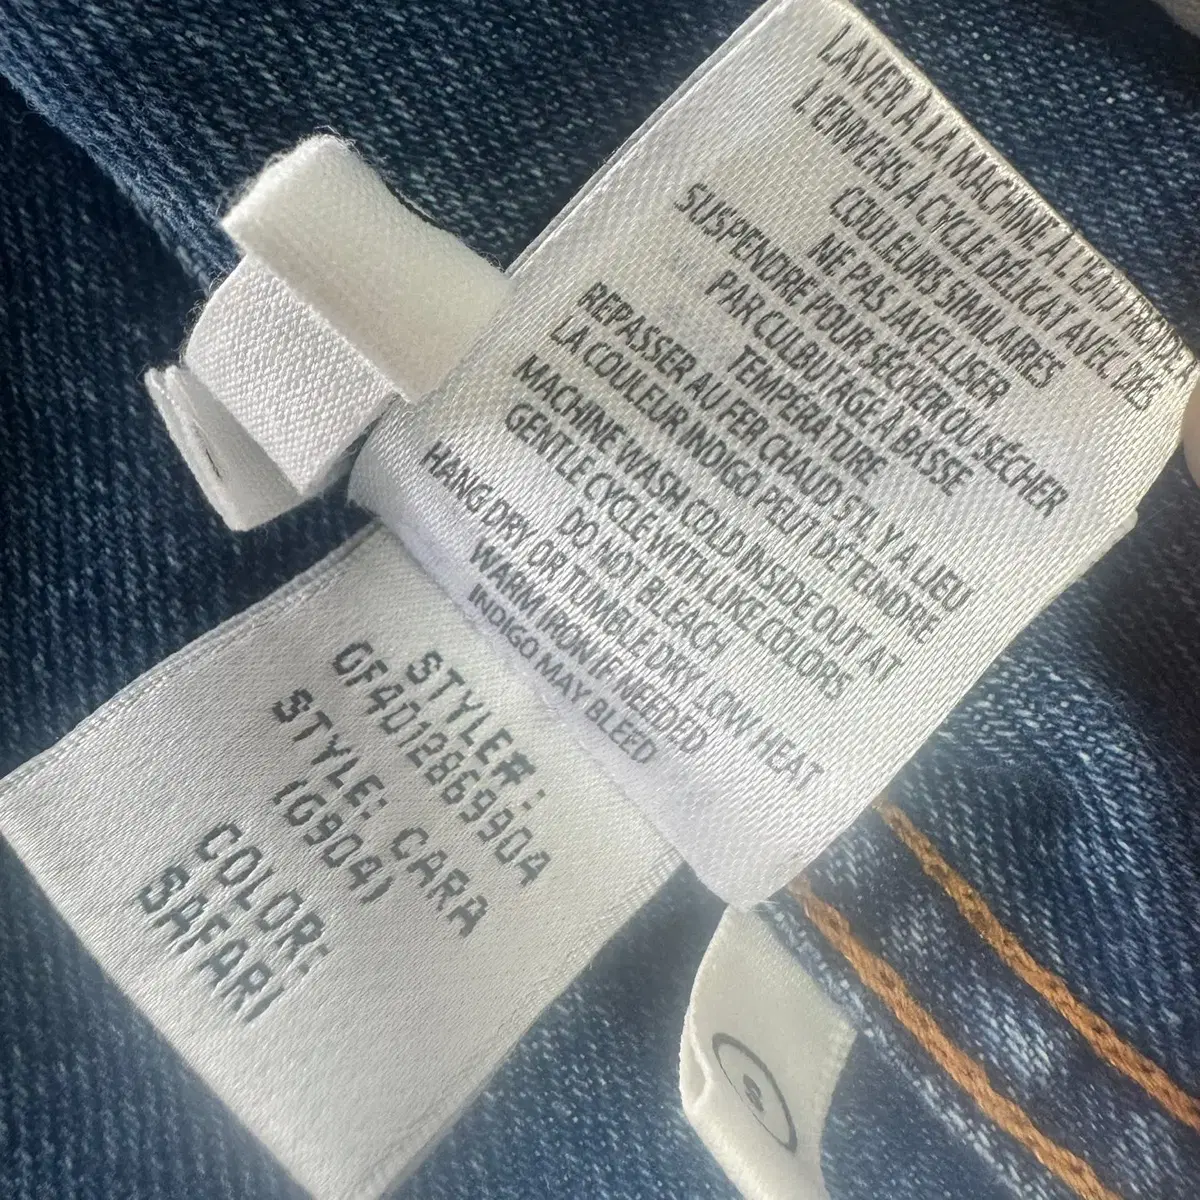 LAVER À LA MACHINE, À L'EAU FROIDE
L'ENVERS À CYCLE DÉLICAT AVEC DES
COULEURS SIMILAIRES
NE PAS JAVELLISER
SUSPENDRE POUR SÉCHER OU SÉCHER
PAR CULBUTAGE À BASSE
TEMPÉRATURE
REPASSER AU FER CHAUD S'IL Y A LIEU
LA COULEUR INDIGO PEUT DÉTEINDRE
MACHINE WASH COLD INSIDE OUT AT
GENTLE CYCLE WITH LIKE COLORS
DO NOT BLEACH
HANG DRY OR TUMBLE DRY LOW HEAT
WARM IRON IF NEEDED
INDIGO MAY BLEED
STYLE#:
GF4012869904
STYLE: CARA
(G904)
COLOR:
SAFARI